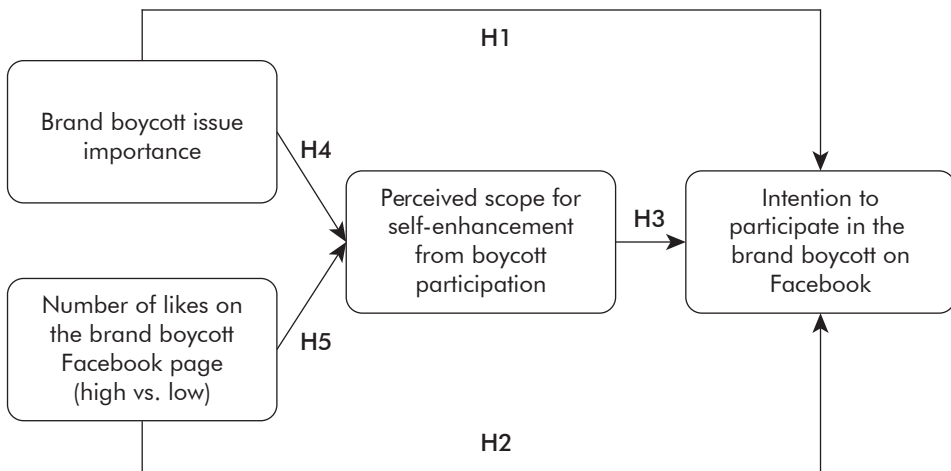 H1
Brand boycott issue
importance
H4
Perceived scope for
self-enhancement
from boycott
participation
H3
Intention to
participate in the
brand boycott on
Facebook
Number of likes on
the brand boycott
Facebook page
(high vs. low)
H5
H2